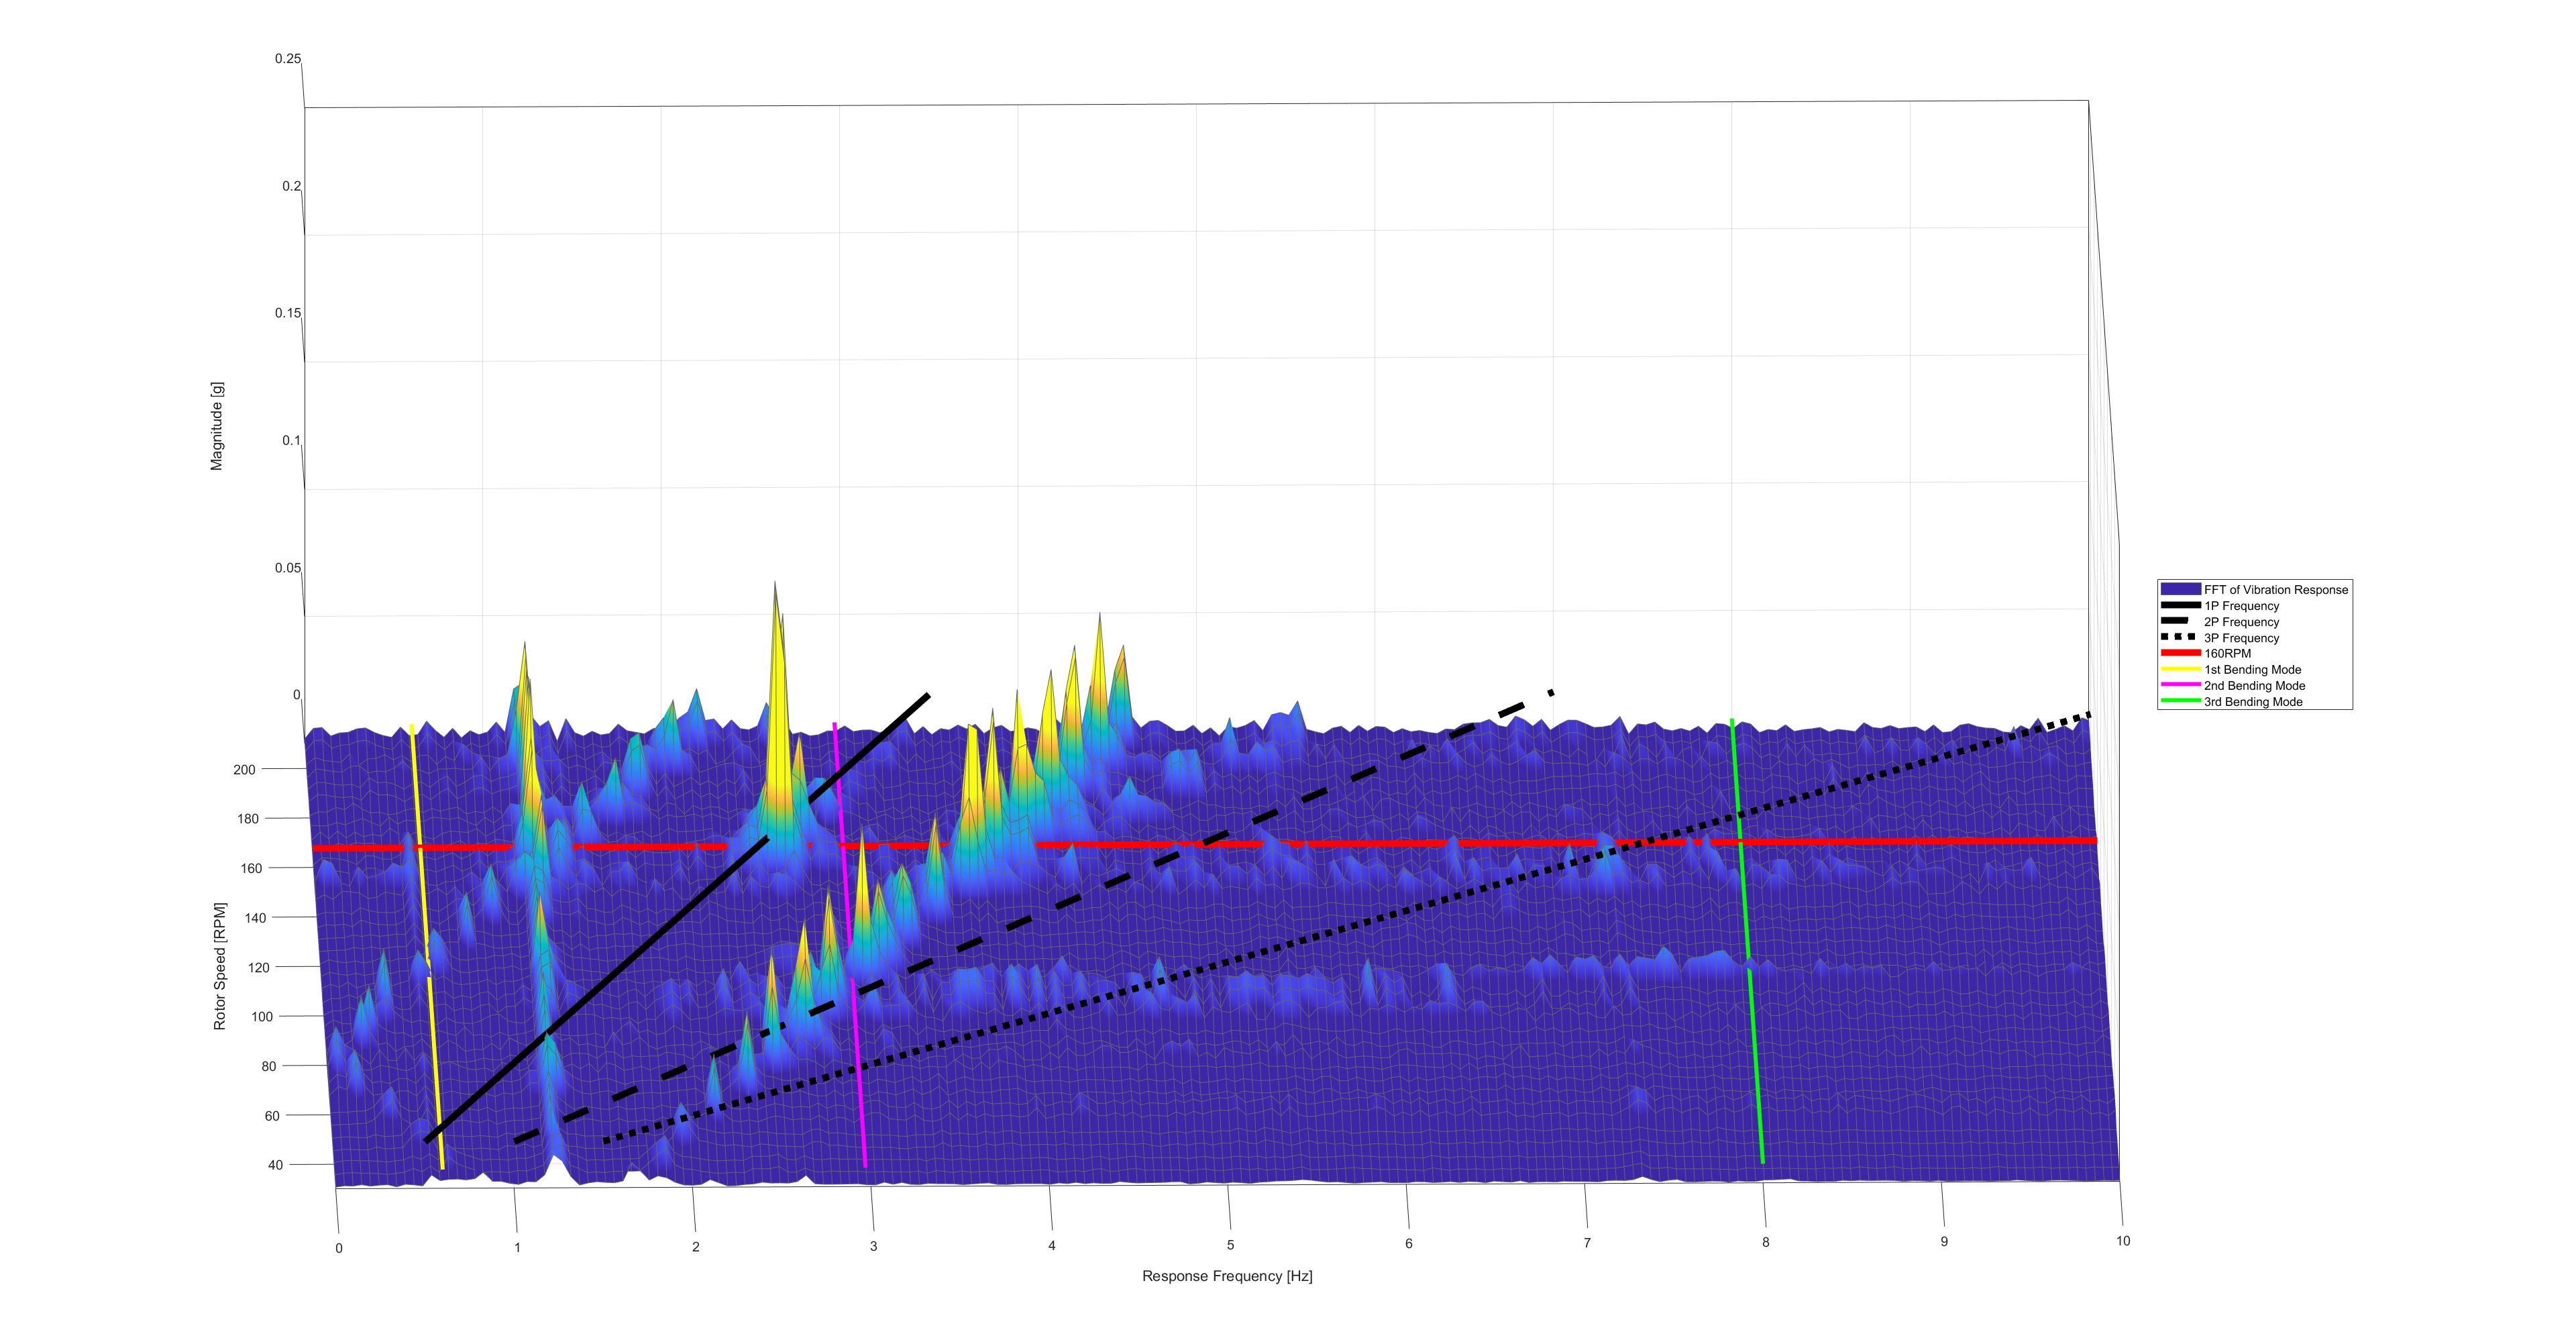 0.25
0.2
0.15
0.1
0.05
0
Magnitude [g]
200
180
160
140
120
100
80
60
40
Rotor Speed [RPM]
0 1 2 3 4 5 6 7 8 9 10
Response Frequency [Hz]
FFT of Vibration Response
1P Frequency
2P Frequency
3P Frequency
160RPM
1st Bending Mode
2nd Bending Mode
3rd Bending Mode